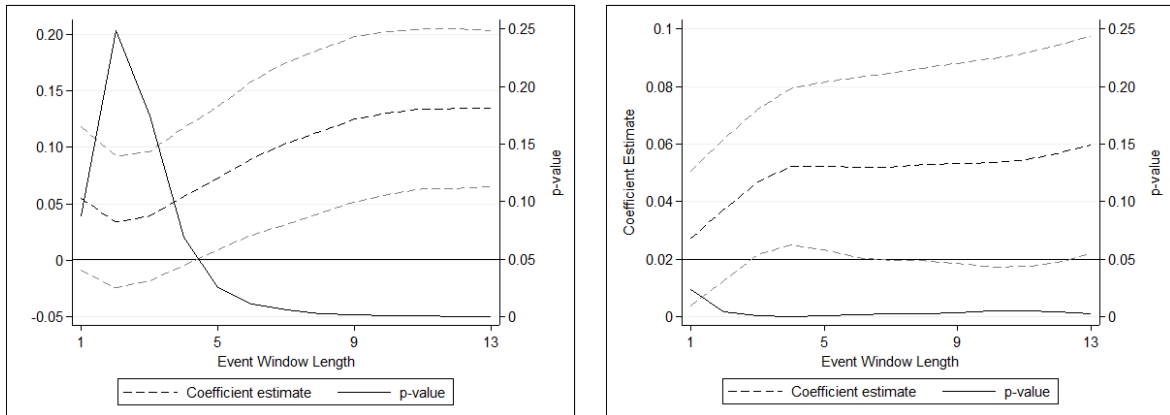 0.20
0.15
0.10
0.05
0
-0.05
0.25
0.20
0.15
0.10
0.05
0
p-value
1 5 9 13
Event Window Length
Coefficient estimate p-value
Coefficient Estimate
0.1
0.08
0.06
0.04
0.02
0
0.25
0.20
0.15
0.10
0.05
0
p-value
1 5 9 13
Event Window Length
Coefficient estimate p-value